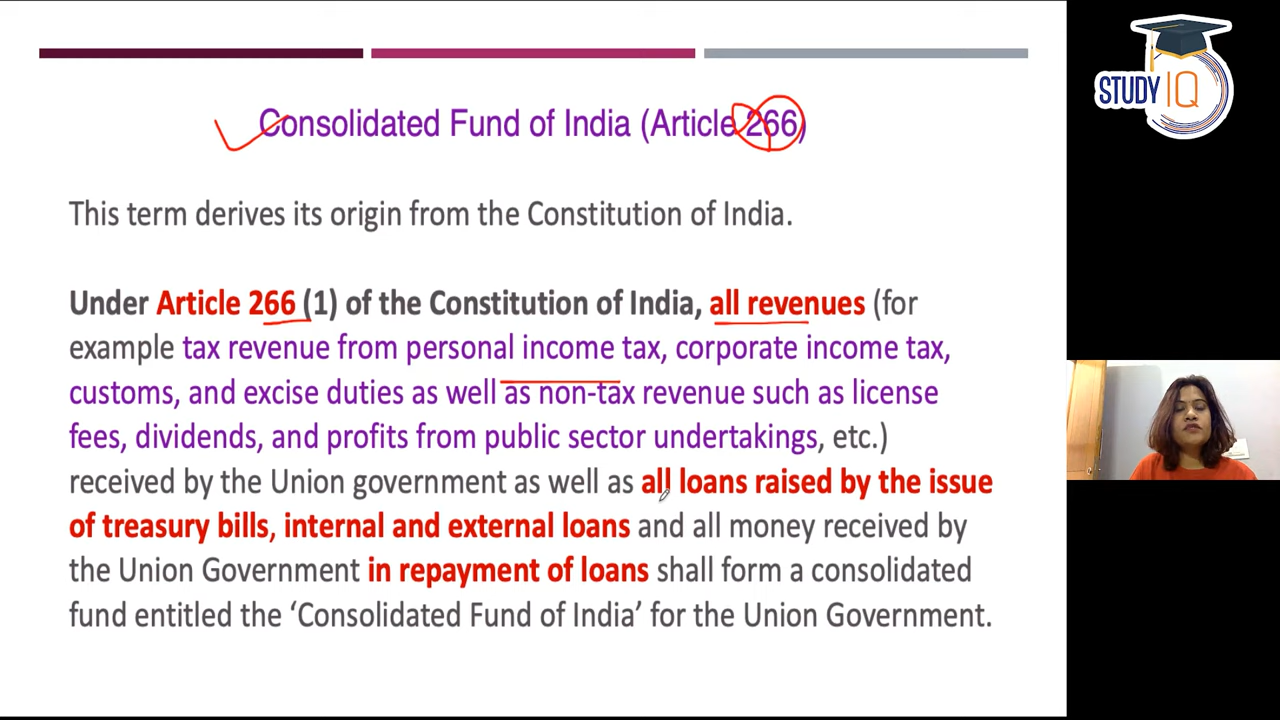 Consolidated Fund of India (Article 266)
STUDY IQ
This term derives its origin from the Constitution of India.
Under Article 266 (1) of the Constitution of India, all revenues (for
example tax revenue from personal income tax, corporate income tax,
customs, and excise duties as well as non-tax revenue such as license
fees, dividends, and profits from public sector undertakings, etc.)
received by the Union government as well as all loans raised by the issue
of treasury bills, internal and external loans and all money received by
the Union Government in repayment of loans shall form a consolidated
fund entitled the ‘Consolidated Fund of India’ for the Union Government.